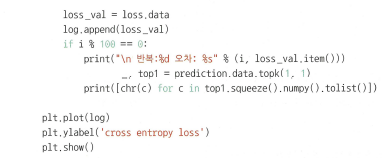 loss_val = loss.data
log.append(loss_val)
if i % 100 == 0:
print("\n 반복:%d 오차: %s" % (i, loss_val.item()))
_, top1 = prediction.data.topk(1, 1)
print([chr(c) for c in top1.squeeze().numpy().tolist()])
plt.plot(log)
plt.ylabel('cross entropy loss')
plt.show()